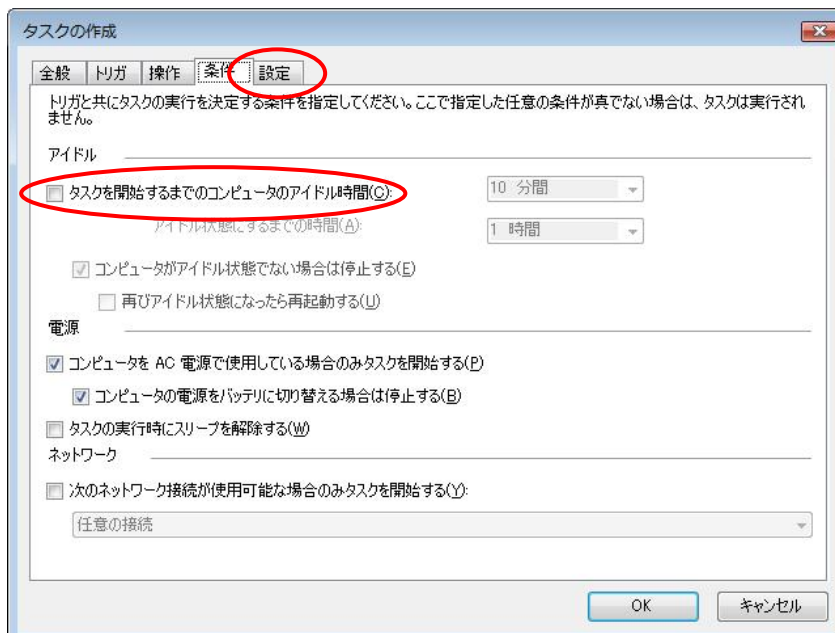 タスクの作成
全般 トリガ 操作 条件 設定
トリガと共にタスクの実行を決定する条件を指定してください。ここで指定した任意の条件が真でない場合は、タスクは実行され
ません。
アイドル
タスクを開始するまでのコンピュータのアイドル時間(C): 10 分間
アイドル状態にするまでの時間(A): 1 時間
コンピュータがアイドル状態でない場合は停止する(E)
再びアイドル状態になったら再起動する(U)
電源
コンピュータを AC 電源で使用している場合のみタスクを開始する(P)
コンピュータの電源をバッテリに切り替える場合は停止する(B)
タスクの実行時にスリープを解除する(W)
ネットワーク
次のネットワーク接続が使用可能な場合のみタスクを開始する(Y):
任意の接続
OK キャンセル